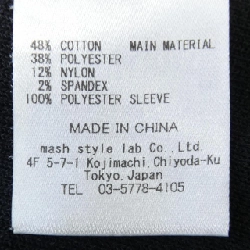 48% COTTON MAIN MATERIAL
38% POLYESTER
12% NYLON
2% SPANDEX
100% POLYESTER SLEEVE
MADE IN CHINA
mash style lab Co.,Ltd.
4F 5-7-1 Kojimachi,Chiyoda-Ku
Tokyo.Japan
TEL 03-5778-4105